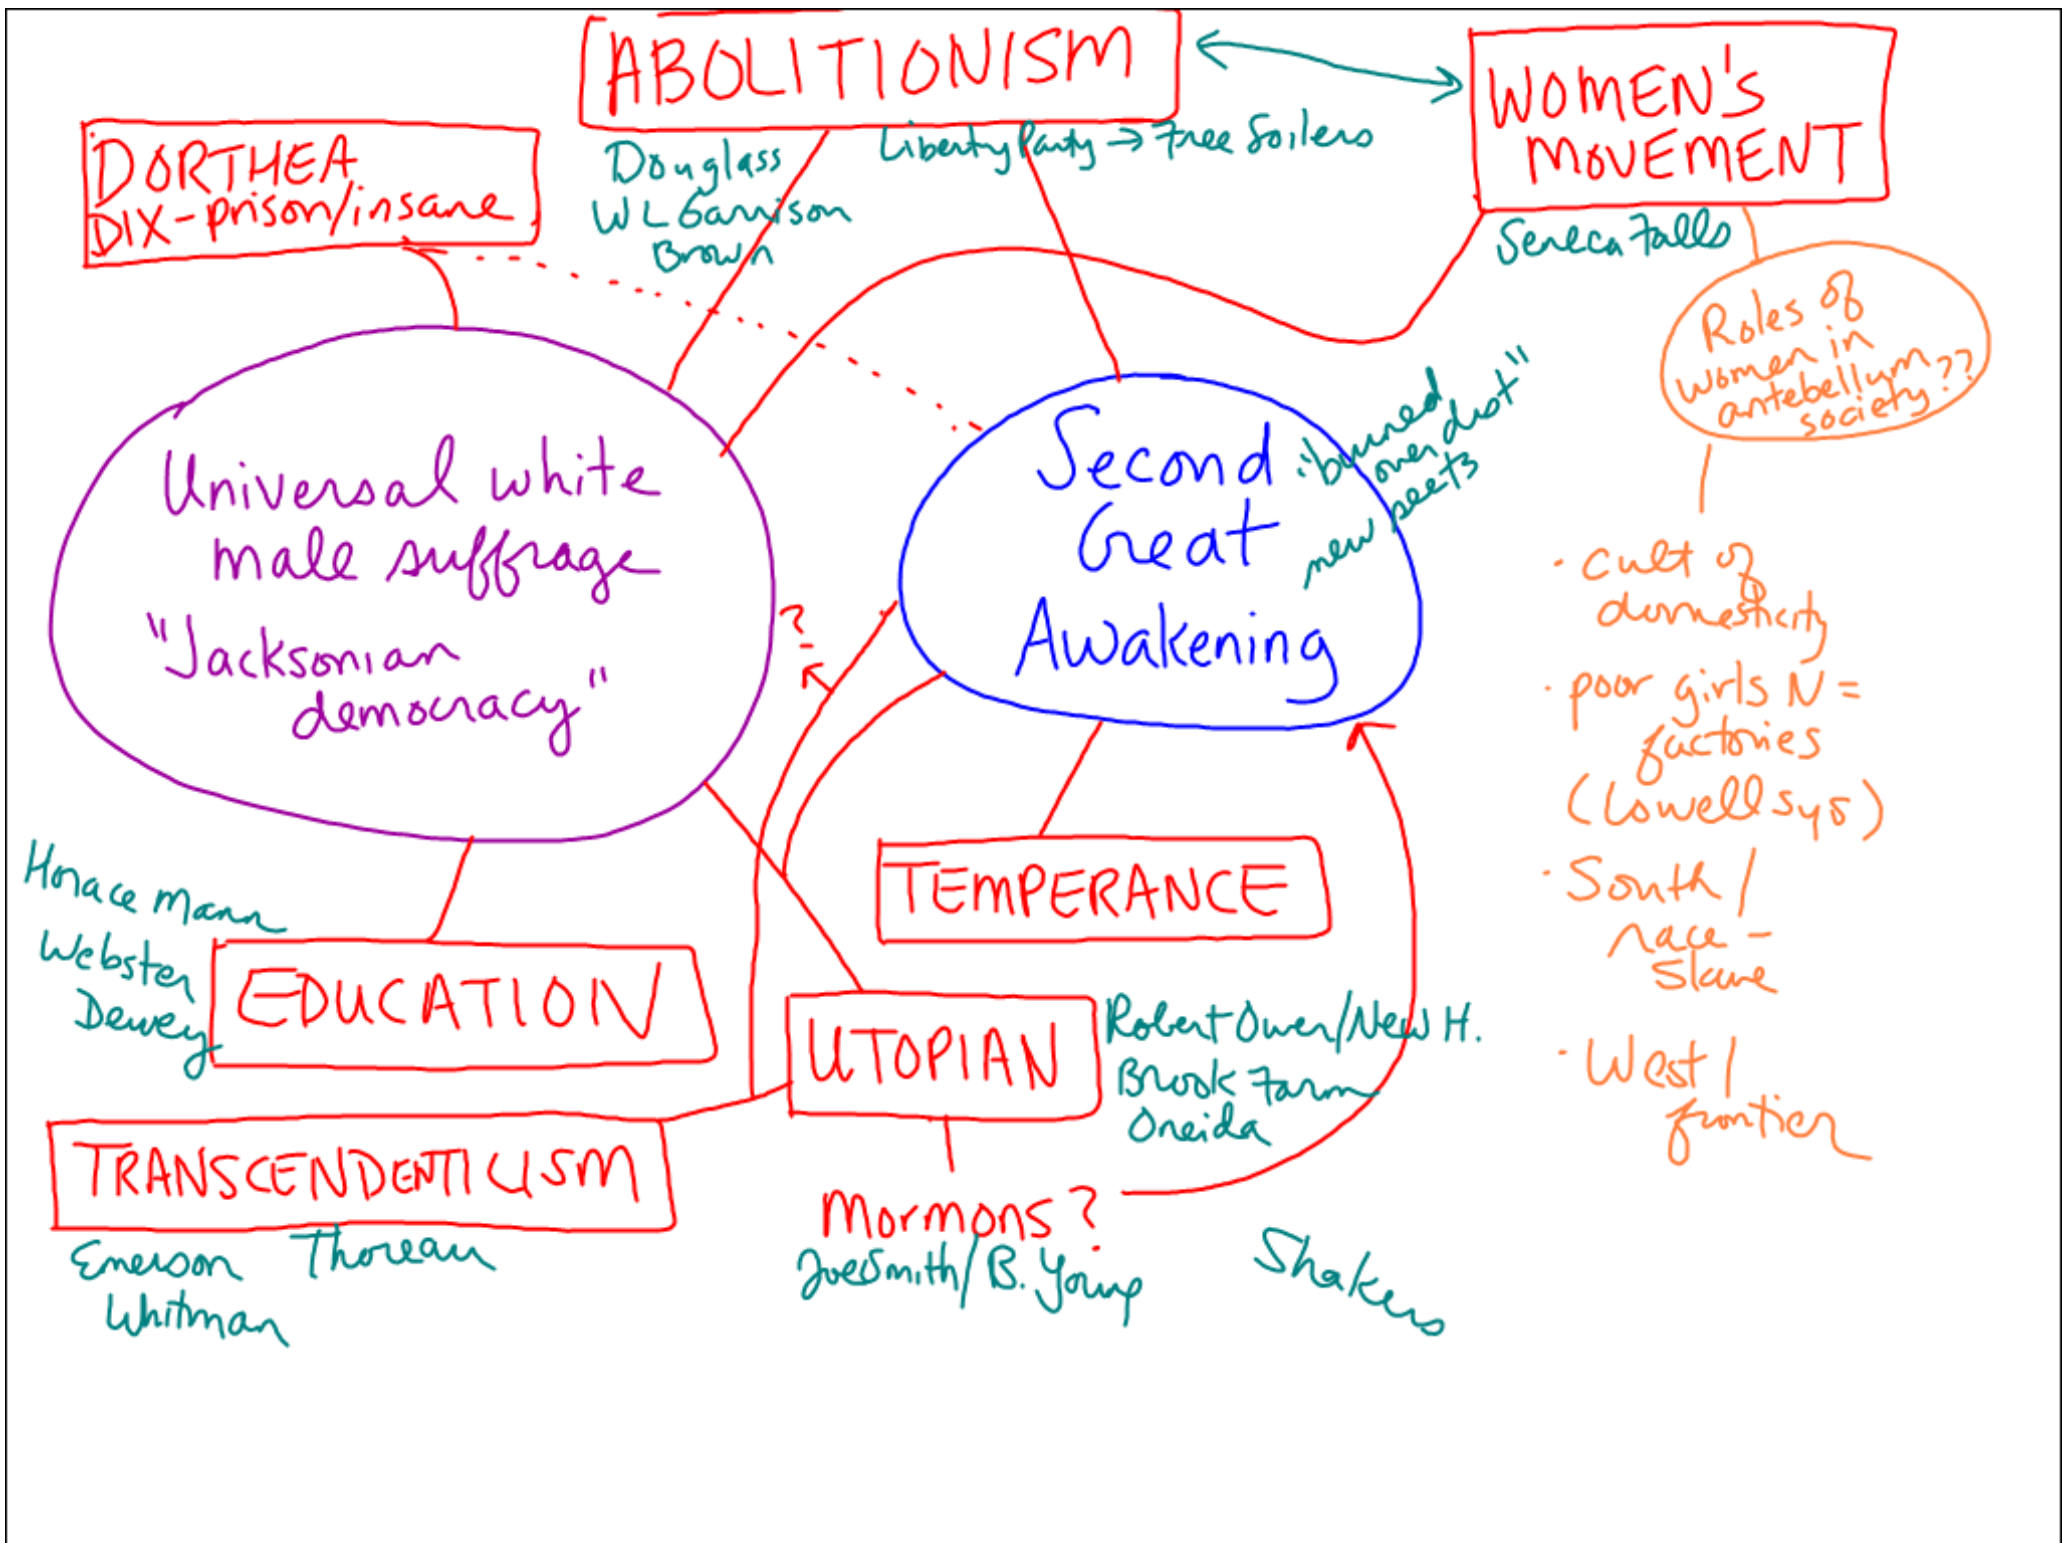 ABOLITIONISM
Douglass
WL Garrison
Brown
Liberty Party → Free Soilers
WOMEN'S
MOVEMENT
Seneca Falls
DORTHEA
DIX - prison/insane
Roles of
women in
antebellum
society??
Universal white
male suffrage
"Jacksonian
democracy"
Second
Great
Awakening
"burned
over dist"
new sects
?
• cult of
domesticity
• poor girls N =
factories
(Lowell sys)
• South/
race -
slave
• West/
frontier
TEMPERANCE
Horace Mann
Webster
Dewey
EDUCATION
UTOPIAN
Robert Owen/New H.
Brook Farm
Oneida
TRANSCENDENTLISM
Emerson Thoreau
Whitman
Mormons?
Joe Smith/B. Young
Shakers